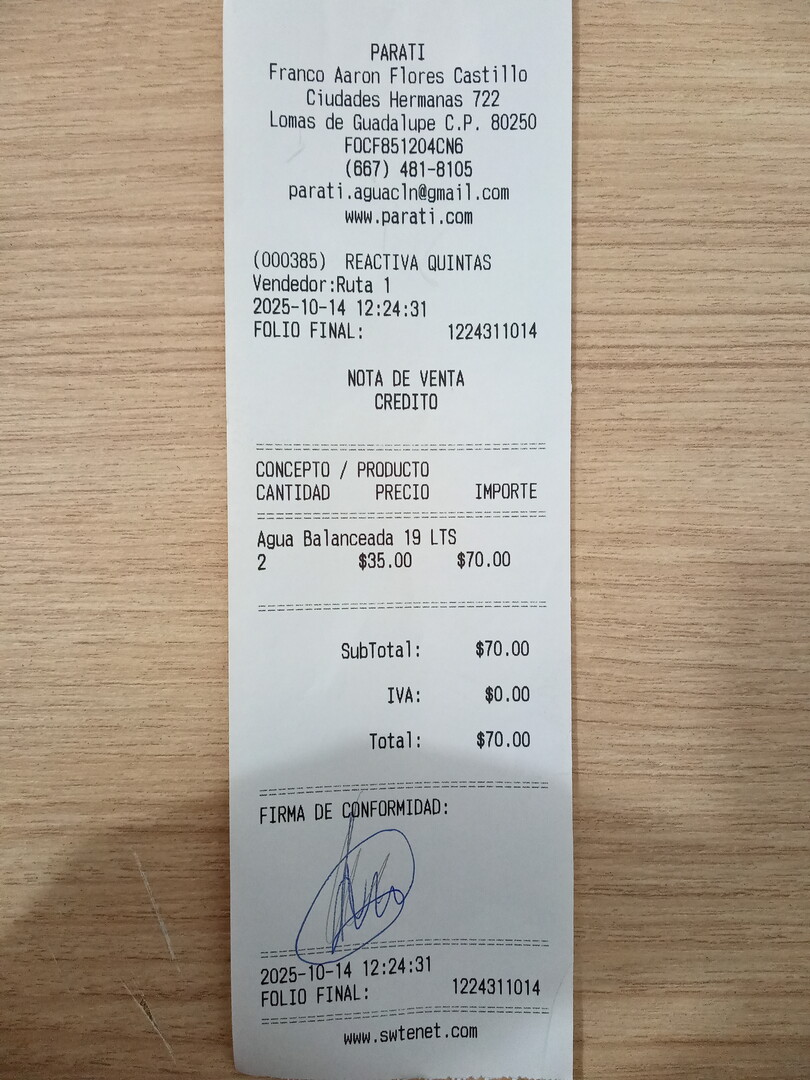 PARATI
Franco Aaron Flores Castillo
Ciudades Hermanas 722
Lomas de Guadalupe C.P. 80250
FOCF851204CN6
(667) 481-8105
parati.aguacln@gmail.com
www.parati.com
(000385) REACTIVA QUINTAS
Vendedor:Ruta 1
2025-10-14 12:24:31
FOLIO FINAL: 1224311014
NOTA DE VENTA
CREDITO
CONCEPTO / PRODUCTO
CANTIDAD PRECIO IMPORTE
Agua Balanceada 19 LTS
2 $35.00 $70.00
SubTotal: $70.00
IVA: $0.00
Total: $70.00
FIRMA DE CONFORMIDAD:
2025-10-14 12:24:31
FOLIO FINAL: 1224311014
www.swtenet.com